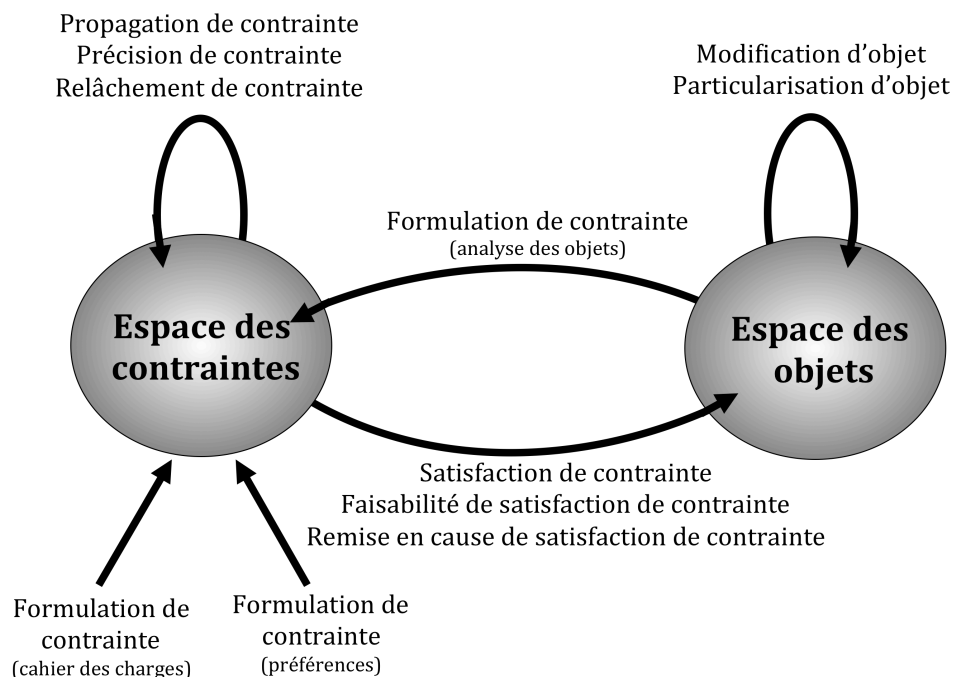 Propagation de contrainte
Précision de contrainte
Relâchement de contrainte
Modification d'objet
Particularisation d'objet
Formulation de contrainte
(analyse des objets)
Espace des
contraintes
Espace des
objets
Satisfaction de contrainte
Faisabilité de satisfaction de contrainte
Remise en cause de satisfaction de contrainte
Formulation de
contrainte
(cahier des charges)
Formulation de
contrainte
(préférences)